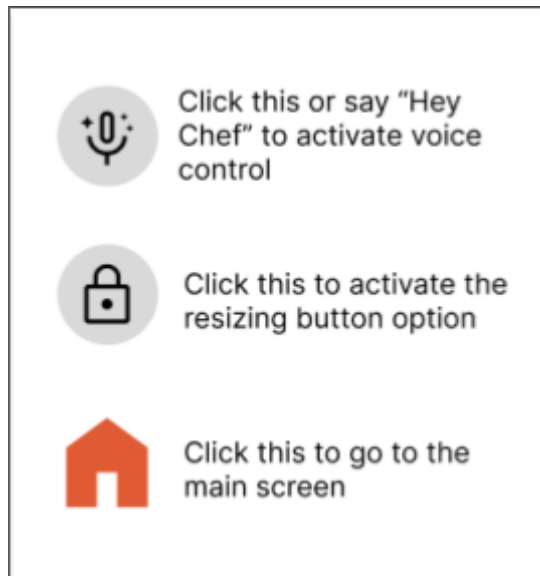 Click this or say “Hey
Chef” to activate voice
control
Click this to activate the
resizing button option
Click this to go to the
main screen